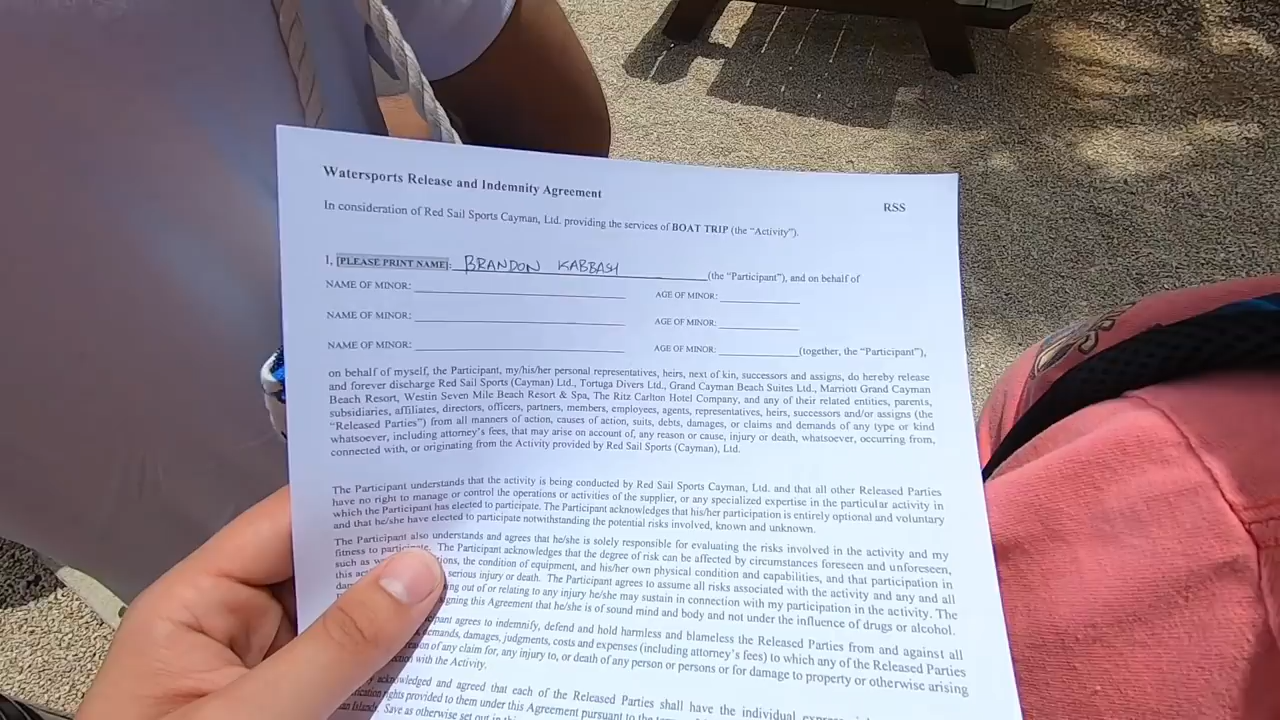 Watersports Release and Indemnity Agreement
RSS
In consideration of Red Sail Sports Cayman, Ltd. providing the services of BOAT TRIP (the “Activity”).
I, [PLEASE PRINT NAME]: BRANDON KABBASH (the “Participant”), and on behalf of
NAME OF MINOR: AGE OF MINOR:
NAME OF MINOR: AGE OF MINOR:
NAME OF MINOR: AGE OF MINOR: (together, the “Participant”),
on behalf of myself, the Participant, my/his/her personal representatives, heirs, next of kin, successors and assigns, do hereby release
and forever discharge Red Sail Sports (Cayman) Ltd., Tortuga Divers Ltd., Grand Cayman Beach Suites Ltd., Marriott Grand Cayman
Beach Resort, Westin Seven Mile Beach Resort & Spa, The Ritz Carlton Hotel Company, and any of their related entities, parents,
subsidiaries, affiliates, directors, officers, partners, members, employees, agents, representatives, heirs, successors and/or assigns (the
“Released Parties”) from all manners of action, causes of action, suits, debts, damages, or claims and demands of any type or kind
whatsoever, including attorney’s fees, that may arise on account of, any reason or cause, injury or death, whatsoever, occurring from,
connected with, or originating from the Activity provided by Red Sail Sports (Cayman), Ltd.
The Participant understands that the activity is being conducted by Red Sail Sports Cayman, Ltd. and that all other Released Parties
have no right to manage or control the operations or activities of the supplier, or any specialized expertise in the particular activity in
which the Participant has elected to participate. The Participant acknowledges that his/her participation is entirely optional and voluntary
and that he/she have elected to participate notwithstanding the potential risks involved, known and unknown.
The Participant also understands and agrees that he/she is solely responsible for evaluating the risks involved in the activity and my
fitness to participate. The Participant acknowledges that the degree of risk can be affected by circumstances foreseen and unforeseen,
such as the condition of equipment, and his/her own physical condition and capabilities, and that participation in
this serious injury or death. The Participant agrees to assume all risks associated with the activity and any and all
out of or relating to any injury he/she may sustain in connection with my participation in the activity. The
this Agreement that he/she is of sound mind and body and not under the influence of drugs or alcohol.
agrees to indemnify, defend and hold harmless and blameless the Released Parties from and against all
demands, damages, judgments, costs and expenses (including attorney’s fees) to which any of the Released Parties
of any claim for, any injury to, or death of any person or persons or for damage to property or otherwise arising
with the Activity.
acknowledged and agreed that each of the Released Parties shall have the individual
rights provided to them under this Agreement pursuant to the
Islands. Save as otherwise set out in